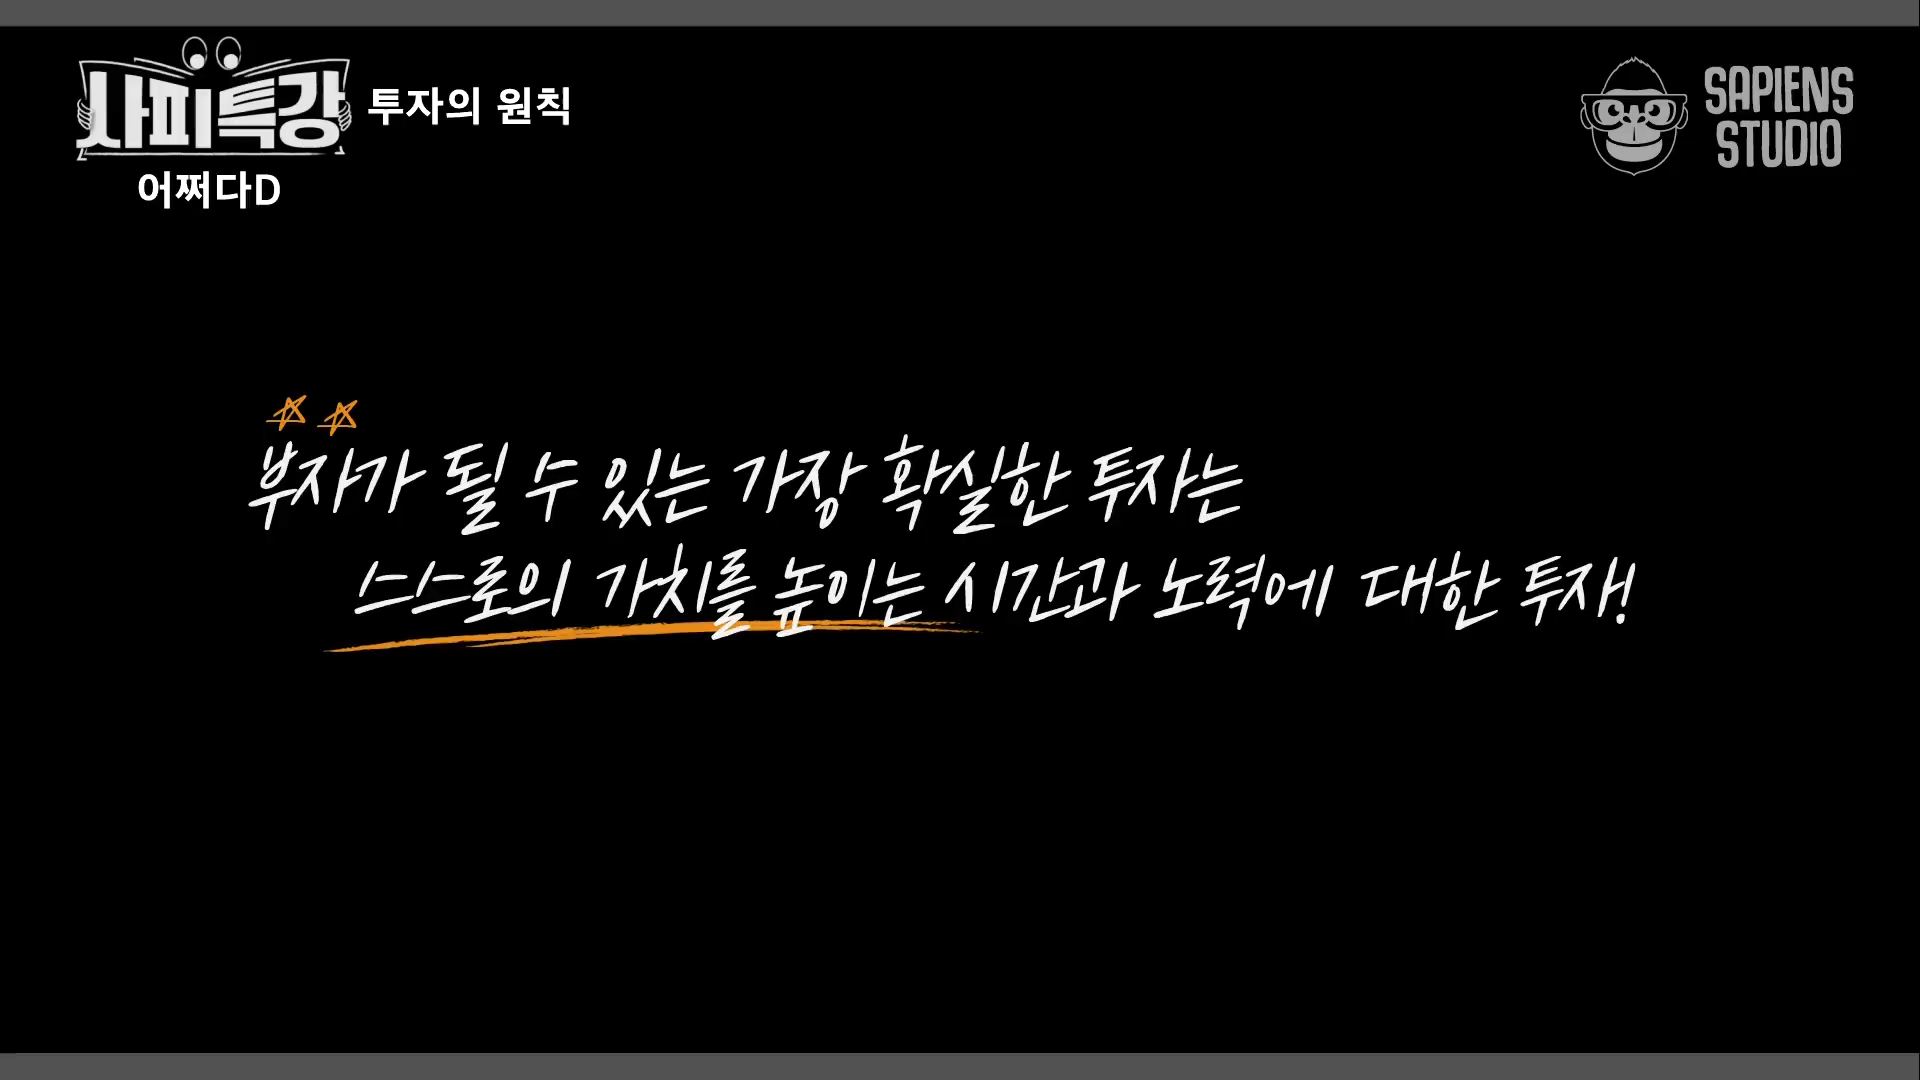 사피특강
투자의 원칙
어쩌다D
SAPIENS
STUDIO
부자가 될 수 있는 가장 확실한 투자는
스스로의 가치를 높이는 시간과 노력에 대한 투자!